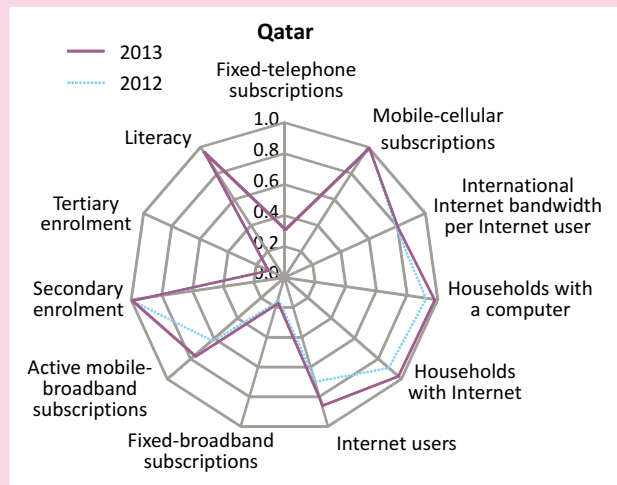 Qatar
2013
2012
Fixed-telephone
subscriptions
Mobile-cellular
subscriptions
International
Internet bandwidth
per Internet user
Households with
a computer
Households
with Internet
Internet users
Fixed-broadband
subscriptions
Active mobile-
broadband
subscriptions
Secondary
enrolment
Tertiary
enrolment
Literacy
1.0
0.8
0.6
0.4
0.2
0.0